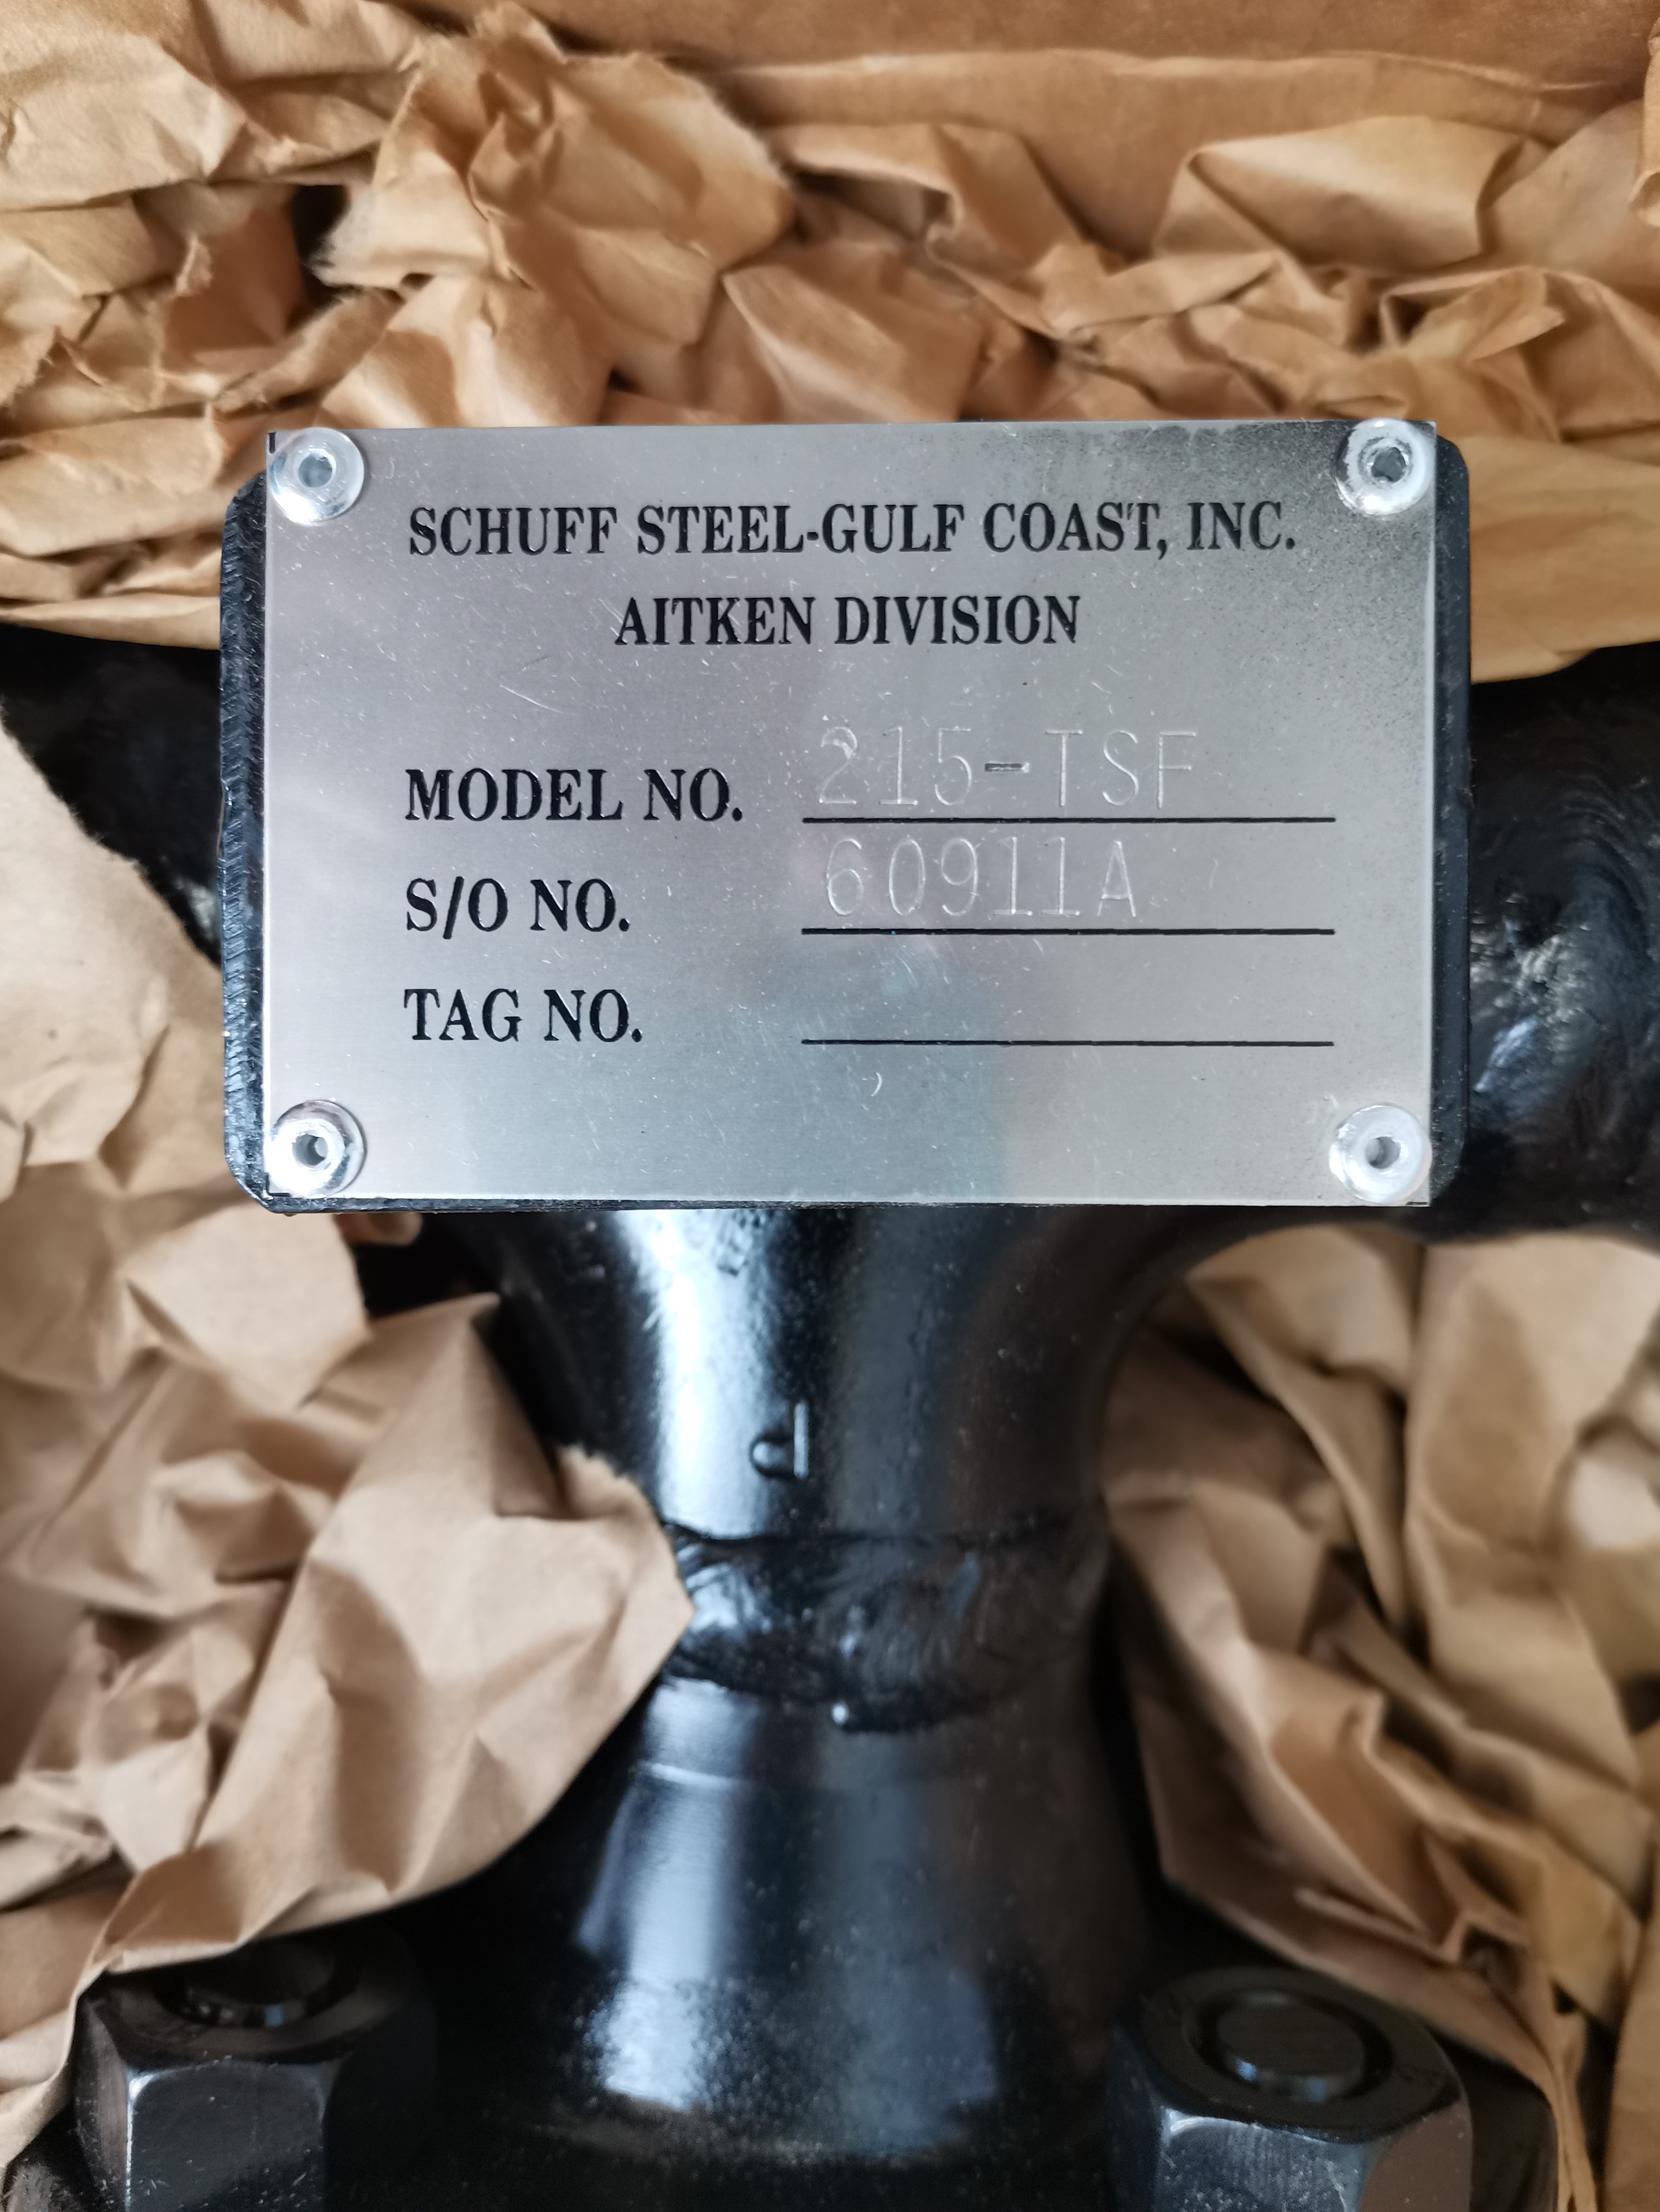 SCHUFF STEEL-GULF COAST, INC.
AITKEN DIVISION
MODEL NO. 215-TSF
S/O NO. 60911A
TAG NO.
P